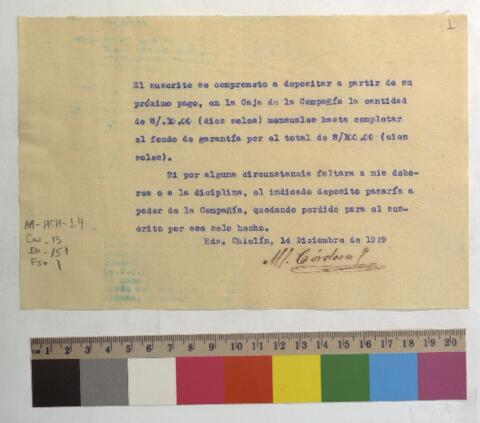 1
El suscrito se compromete a depositar a partir de su
próximo pago, en la Caja de la Compañía la cantidad
de S/.10.00 (diez soles) mensuales hasta completar
el fondo de garantía por el total de S/100.00 (cien
soles).
Si por alguna circunstancia faltara a mis debe-
res o a la diciplina, el indicado deposito pasaría a
poder de la Compañía, quedando perdido para el sus-
crito por ese solo hecho.
Hda. Chiclín, 14 Diciembre de 1929
Córdova
AA-HCH-1.4
Ca. 13
Do. 151
Fs. 1
CM 1 2 3 4 5 6 7 8 9 10 11 12 13 14 15 16 17 18 19 20